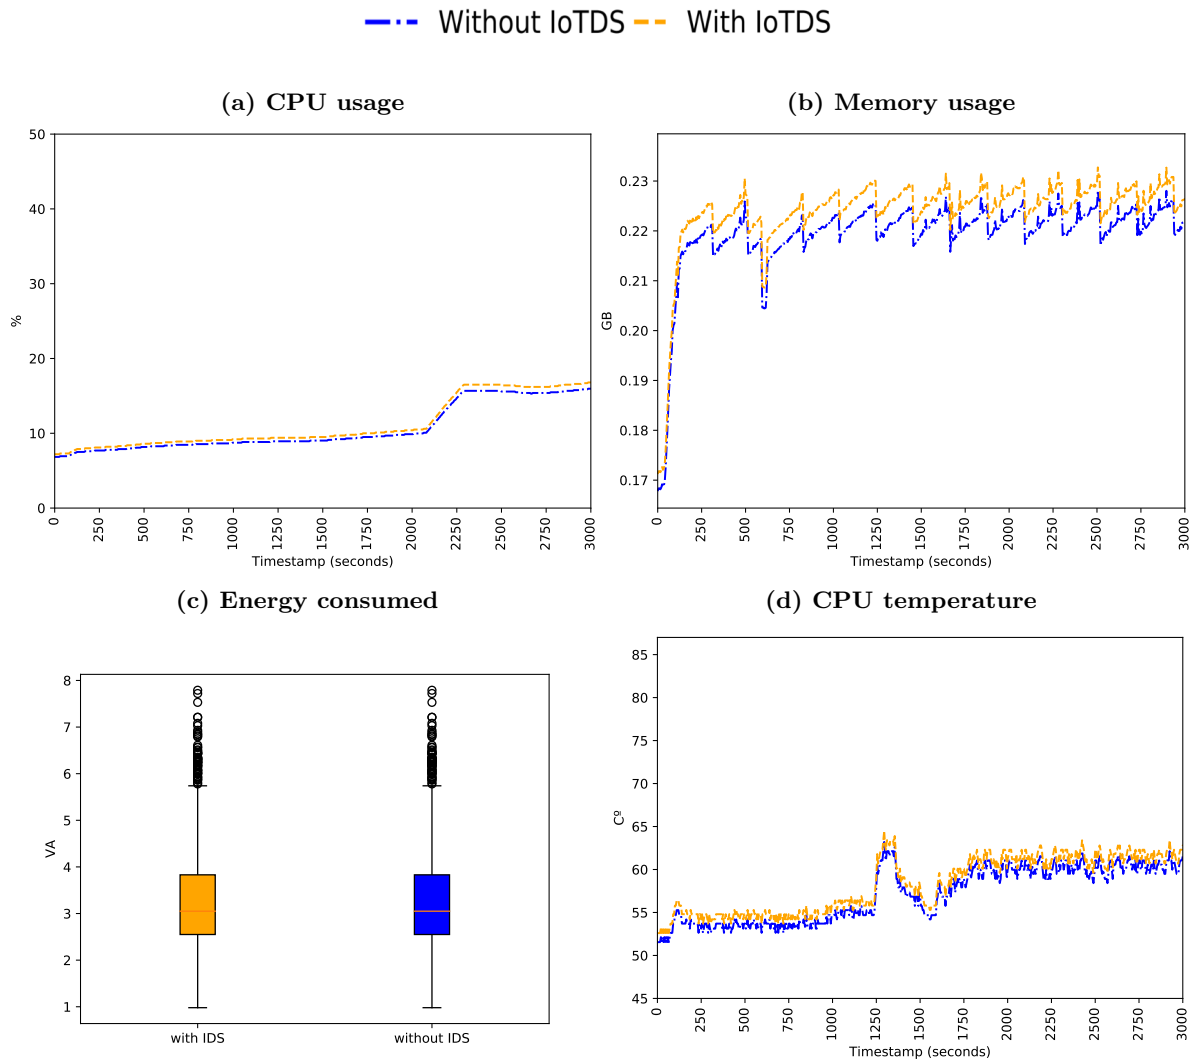 Without IoTDS With IoTDS
(a) CPU usage
50
40
30
20
10
0
%
0 250 500 750 1000 1250 1500 1750 2000 2250 2500 2750 3000
Timestamp (seconds)
(b) Memory usage
0.23
0.22
0.21
0.20
0.19
0.18
0.17
GB
0 250 500 750 1000 1250 1500 1750 2000 2250 2500 2750 3000
Timestamp (seconds)
(c) Energy consumed
8
7
6
5
4
3
2
1
VA
with IDS without IDS
(d) CPU temperature
85
80
75
70
65
60
55
50
45
Cº
0 250 500 750 1000 1250 1500 1750 2000 2250 2500 2750 3000
Timestamp (seconds)